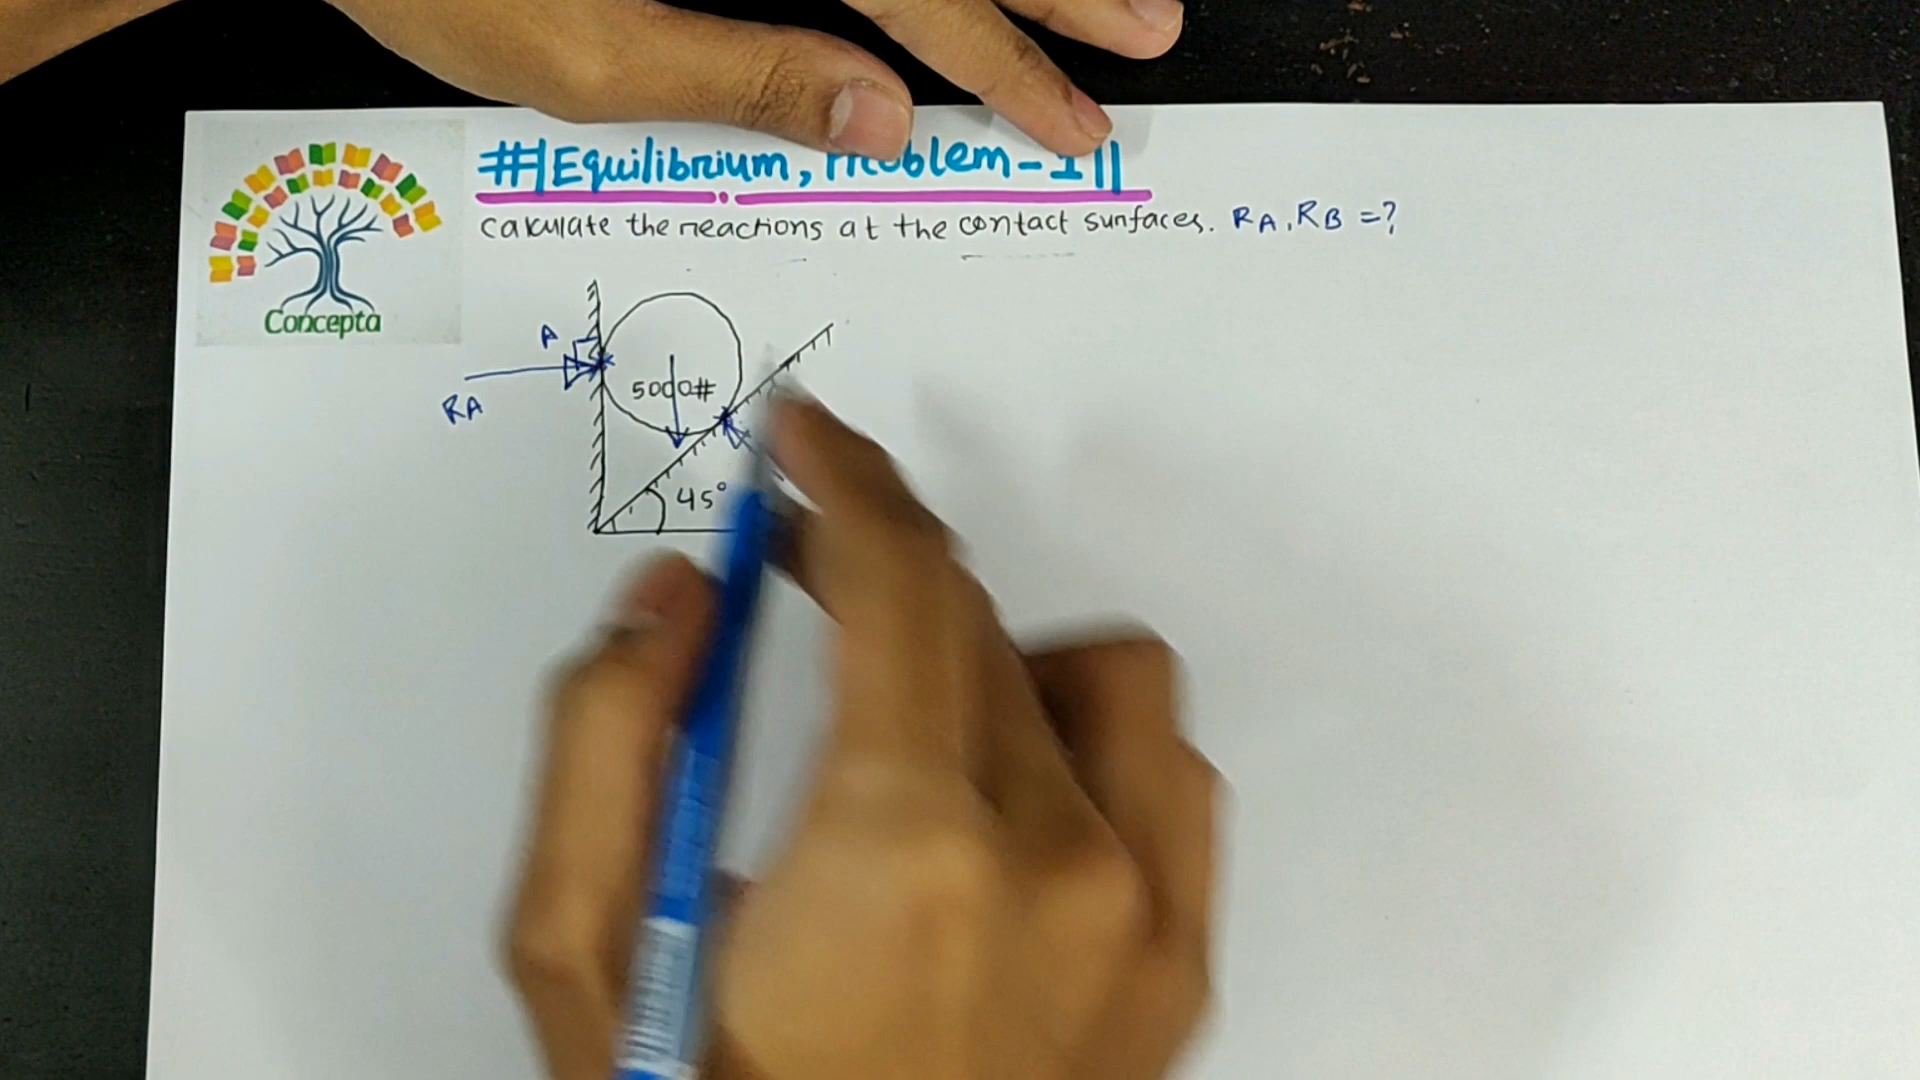 #|Equilibrium, Problem-1||
calculate the reactions at the contact surfaces. RA, RB =?
Concepta
A
RA
5000#
45°